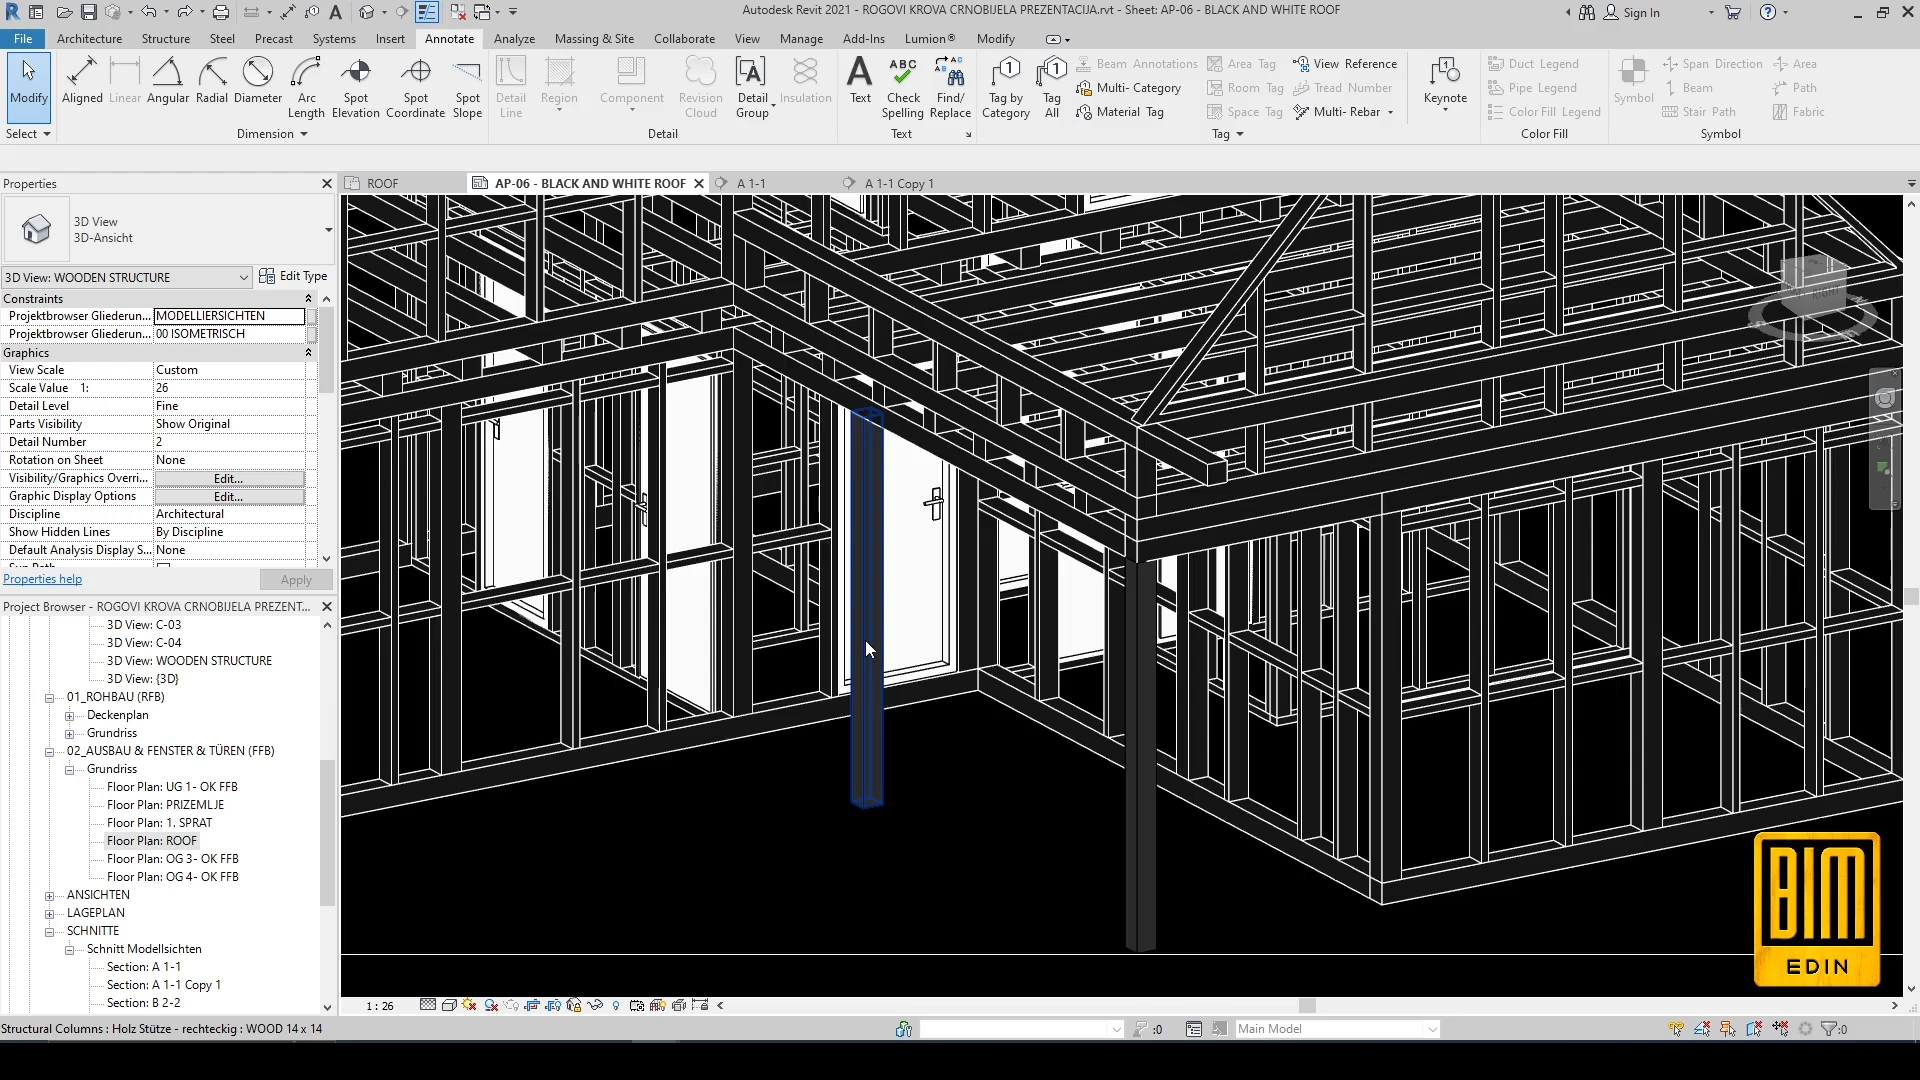 Autodesk Revit 2021 - ROGOVI KROVA CRNOBIJELA PREZENTACIJA.rvt - Sheet: AP-06 - BLACK AND WHITE ROOF
Sign In
File Architecture Structure Steel Precast Systems Insert Annotate Analyze Massing & Site Collaborate View Manage Add-Ins Lumion® Modify
Modify
Select
Aligned Linear Angular Radial Diameter
Arc Length
Spot Elevation
Spot Coordinate
Spot Slope
Dimension
Detail Line
Region
Component
Revision Cloud
Detail Group
Insulation
Detail
Text
ABC
Check Spelling
Find/ Replace
Text
Tag by Category
Tag All
Beam Annotations
Multi- Category
Material Tag
Area Tag
Room Tag
Space Tag
View Reference
Tread Number
Multi- Rebar
Tag
Keynote
Duct Legend
Pipe Legend
Color Fill Legend
Color Fill
Symbol
Span Direction
Beam
Stair Path
Area
Path
Fabric
Symbol
Properties
ROOF
AP-06 - BLACK AND WHITE ROOF
A 1-1
A 1-1 Copy 1
3D View
3D-Ansicht
3D View: WOODEN STRUCTURE
Edit Type
Constraints
Projektbrowser Gliederun... MODELLIERSICHTEN
Projektbrowser Gliederun... 00 ISOMETRISCH
Graphics
View Scale Custom
Scale Value 1: 26
Detail Level Fine
Parts Visibility Show Original
Detail Number 2
Rotation on Sheet None
Visibility/Graphics Overri... Edit...
Graphic Display Options Edit...
Discipline Architectural
Show Hidden Lines By Discipline
Default Analysis Display S... None
Properties help
Apply
Project Browser - ROGOVI KROVA CRNOBIJELA PREZENT...
3D View: C-03
3D View: C-04
3D View: WOODEN STRUCTURE
3D View: {3D}
01_ROHBAU (RFB)
Deckenplan
Grundriss
02_AUSBAU & FENSTER & TÜREN (FFB)
Grundriss
Floor Plan: UG 1- OK FFB
Floor Plan: PRIZEMLJE
Floor Plan: 1. SPRAT
Floor Plan: ROOF
Floor Plan: OG 3- OK FFB
Floor Plan: OG 4- OK FFB
ANSICHTEN
LAGEPLAN
SCHNITTE
Schnitt Modellsichten
Section: A 1-1
Section: A 1-1 Copy 1
Section: B 2-2
RIGHT
BIM
EDIN
1 : 26
Structural Columns : Holz Stütze - rechteckig : WOOD 14 x 14
:0
Main Model
:0